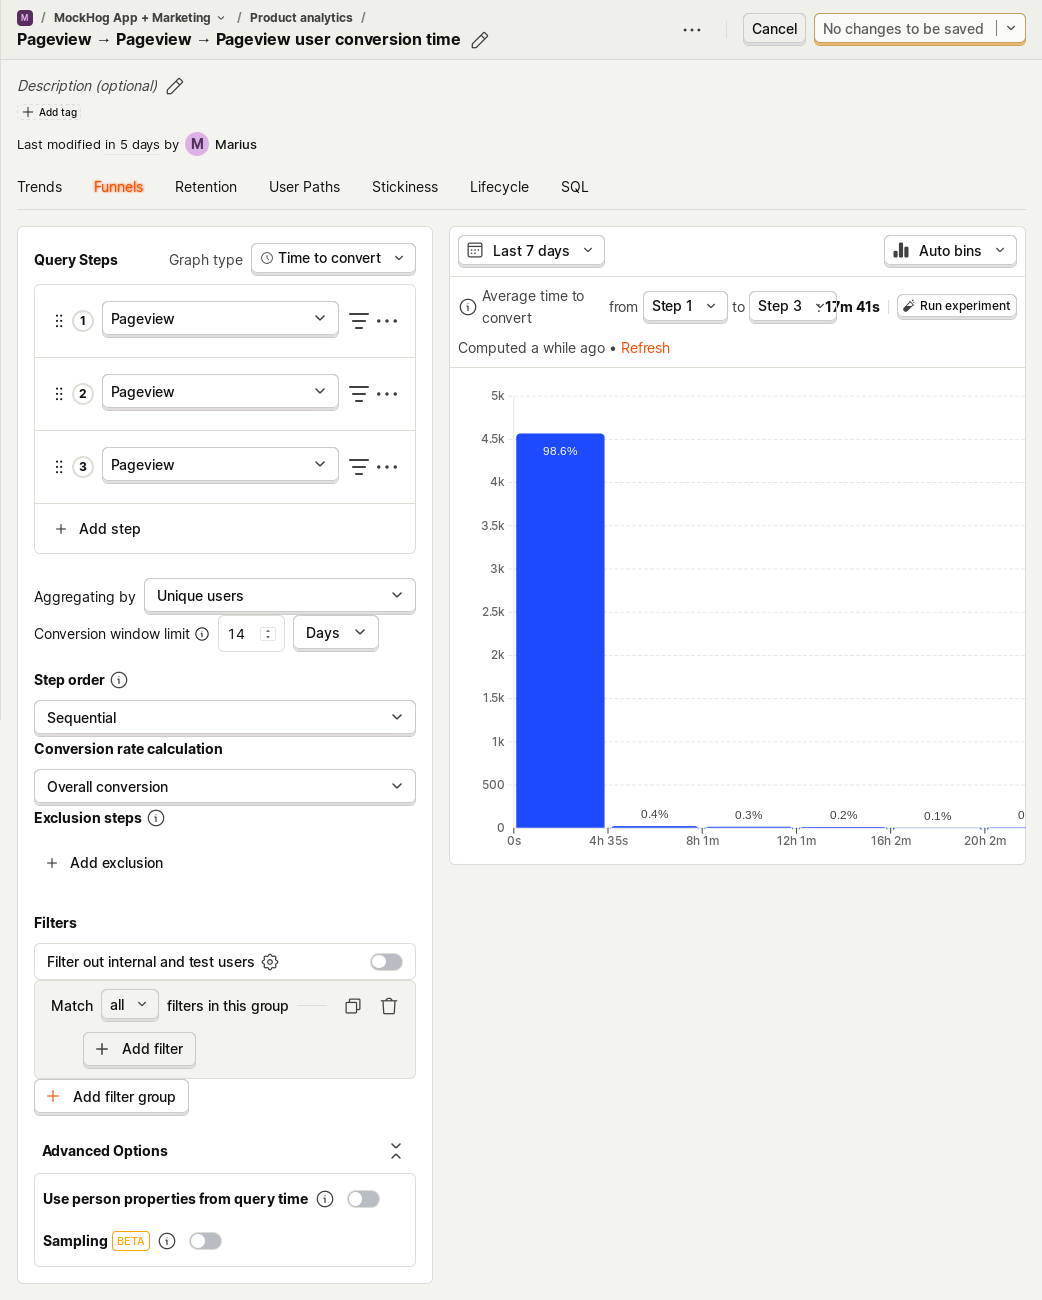 M / MockHog App + Marketing / Product analytics /
Pageview → Pageview → Pageview user conversion time
Cancel
No changes to be saved
Description (optional)
Add tag
Last modified in 5 days by M Marius
Trends Funnels Retention User Paths Stickiness Lifecycle SQL
Query Steps
Graph type
Time to convert
1 Pageview
2 Pageview
3 Pageview
Add step
Aggregating by Unique users
Conversion window limit 14 Days
Step order
Sequential
Conversion rate calculation
Overall conversion
Exclusion steps
Add exclusion
Filters
Filter out internal and test users
Match all filters in this group
Add filter
Add filter group
Advanced Options
Use person properties from query time
Sampling BETA
Last 7 days
Auto bins
Average time to
convert
from Step 1 to Step 3 17m 41s
Run experiment
Computed a while ago • Refresh
5k
4.5k
4k
3.5k
3k
2.5k
2k
1.5k
1k
500
0
98.6%
0.4%
0.3%
0.2%
0.1%
0
0s
4h 35s
8h 1m
12h 1m
16h 2m
20h 2m